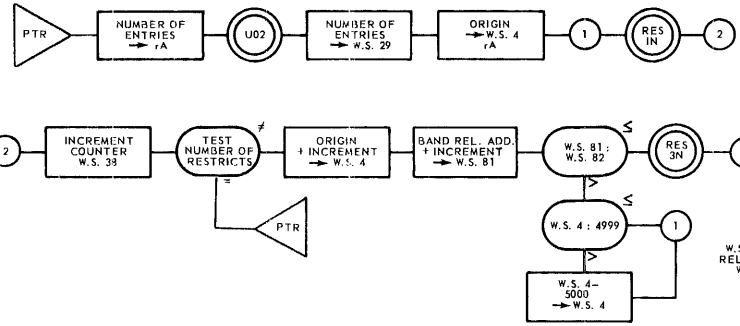 PTR
NUMBER OF
ENTRIES
→ rA
U02
NUMBER OF
ENTRIES
→ W.S. 29
ORIGIN
→ W.S. 4
rA
1
RES
IN
2
2
INCREMENT
COUNTER
W.S. 38
TEST
NUMBER OF
RESTRICTS
≠
=
PTR
ORIGIN
+ INCREMENT
→ W.S. 4
BAND REL. ADD.
+ INCREMENT
→ W.S. 81
W.S. 81 :
W.S. 82
≤
>
RES
3N
W.S. 4 : 4999
≤
>
1
W.S. 4–
5000
→ W.S. 4
W.S
REL
W